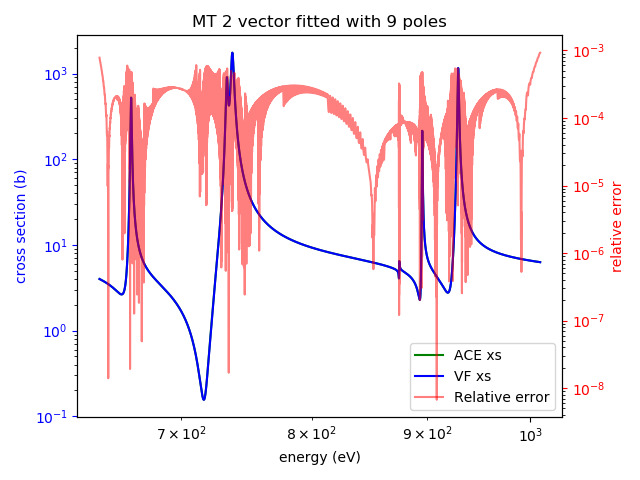 MT 2 vector fitted with 9 poles
cross section (b)
10³
10²
10¹
10⁰
10⁻¹
10⁻³
10⁻⁴
10⁻⁵
10⁻⁶
10⁻⁷
10⁻⁸
relative error
ACE xs
VF xs
Relative error
7 × 10² 8 × 10² 9 × 10² 10³
energy (eV)